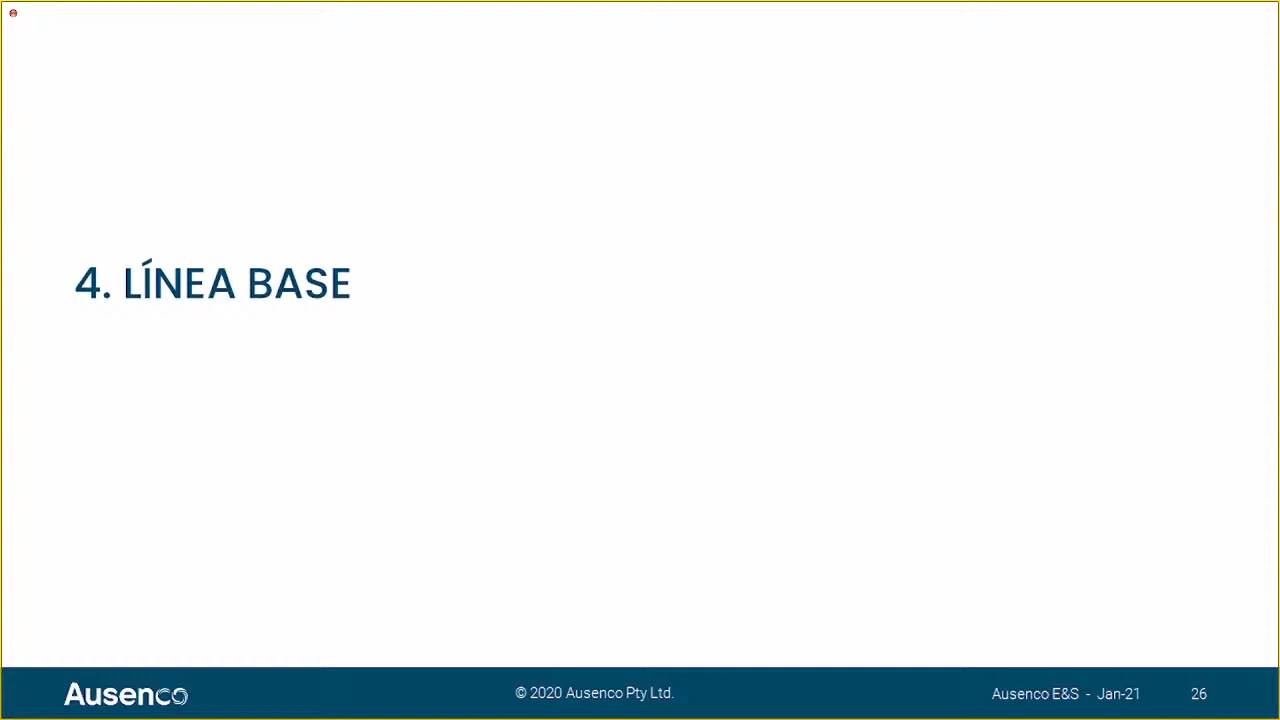 4. LÍNEA BASE
Ausenco
© 2020 Ausenco Pty Ltd.
Ausenco E&S - Jan-21
26